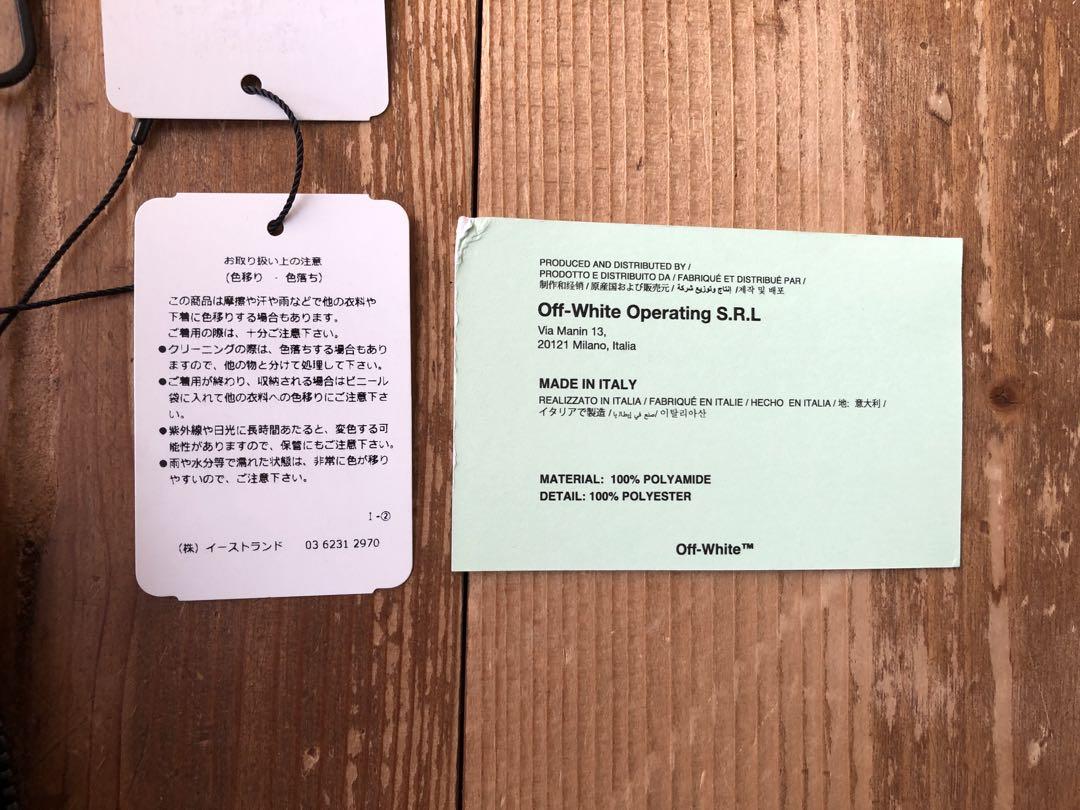 お取り扱い上の注意
(色移り ・ 色落ち)
この商品は摩擦や汗や雨などで他の衣料や
下着に色移りする場合もあります。
ご着用の際は、十分ご注意下さい。
●クリーニングの際は、色落ちする場合もあり
ますので、他の物と分けて処理して下さい。
●ご着用が終わり、収納される場合はビニール
袋に入れて他の衣料への色移りにご注意下さ
い。
●紫外線や日光に長時間あたると、変色する可
能性がありますので、保管にもご注意下さい。
●雨や水分等で濡れた状態は、非常に色が移り
やすいので、ご注意下さい。
I-②
(株) イーストランド 03 6231 2970
PRODUCED AND DISTRIBUTED BY /
PRODOTTO E DISTRIBUITO DA / FABRIQUÉ ET DISTRIBUÉ PAR /
制作和经销 / 原産国および販売元 / إنتاج وتوزيع شركة / 제작 및 배포
Off-White Operating S.R.L
Via Manin 13,
20121 Milano, Italia
MADE IN ITALY
REALIZZATO IN ITALIA / FABRIQUÉ EN ITALIE / HECHO EN ITALIA / 地: 意大利 /
イタリアで製造 / صنع في إيطاليا / 이탈리아산
MATERIAL: 100% POLYAMIDE
DETAIL: 100% POLYESTER
Off-White™